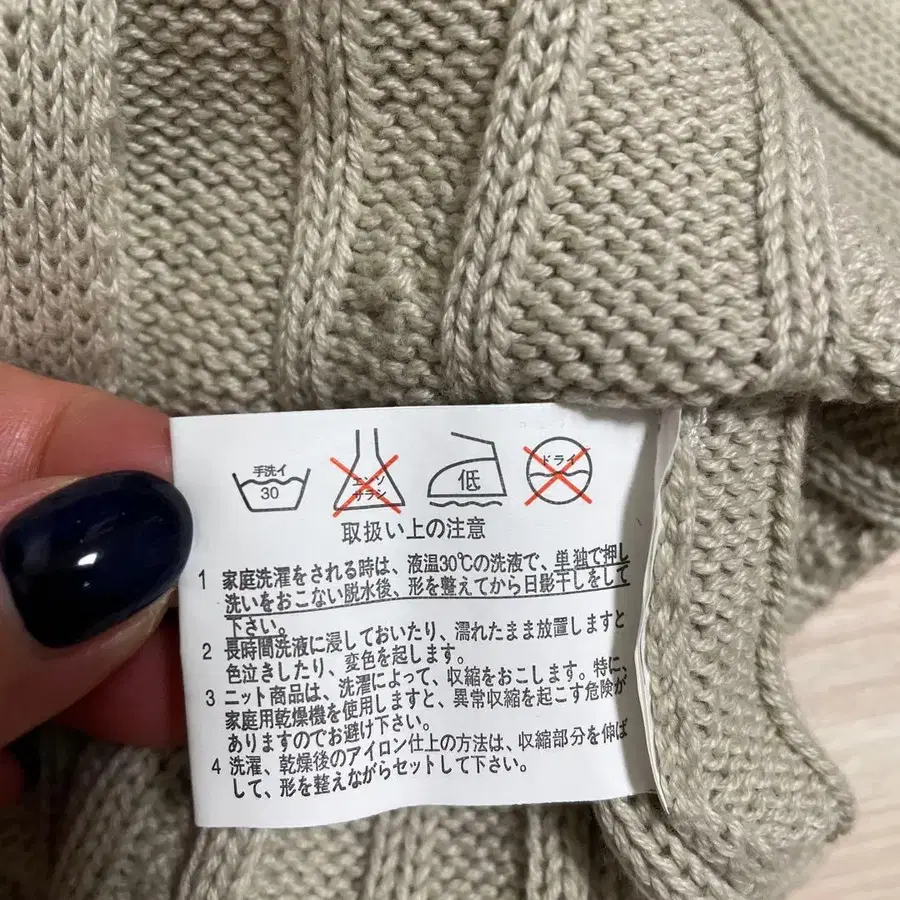 手洗イ
30
エンソ
サラシ
低
ドライ
取扱い上の注意
1 家庭洗濯をされる時は、液温30℃の洗液で、単独で押し
洗いをおこない脱水後、形を整えてから日影干しをして
下さい。
2 長時間洗液に浸しておいたり、濡れたまま放置しますと
色泣きしたり、変色を起します。
3 ニット商品は、洗濯によって、収縮をおこします。特に、
家庭用乾燥機を使用しますと、異常収縮を起こす危険が
ありますのでお避け下さい。
4 洗濯、乾燥後のアイロン仕上の方法は、収縮部分を伸ば
して、形を整えながらセットして下さい。